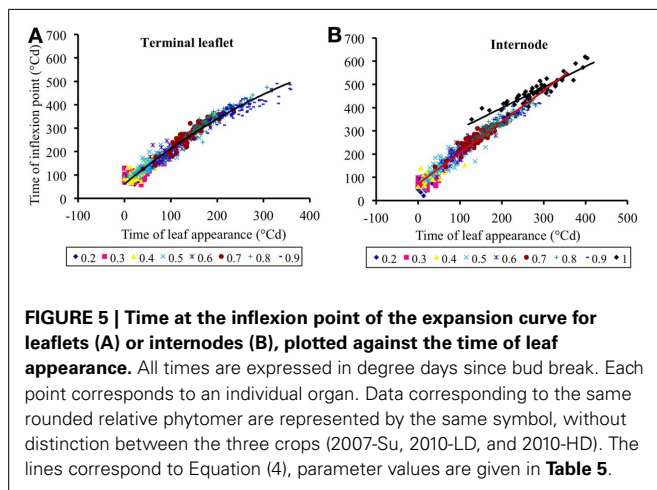 A
Terminal leaflet
Time of inflexion point (°Cd)
700
600
500
400
300
200
100
0
-100 0 100 200 300 400
Time of leaf appearance (°Cd)
0.2 0.3 0.4 0.5 0.6 0.7 0.8 0.9
B
Internode
700
600
500
400
300
200
100
0
-100 0 100 200 300 400 500
Time of leaf appearance (°Cd)
0.2 0.3 0.4 0.5 0.6 0.7 0.8 0.9 1
FIGURE 5 | Time at the inflexion point of the expansion curve for
leaflets (A) or internodes (B), plotted against the time of leaf
appearance. All times are expressed in degree days since bud break. Each
point corresponds to an individual organ. Data corresponding to the same
rounded relative phytomer are represented by the same symbol, without
distinction between the three crops (2007-Su, 2010-LD, and 2010-HD). The
lines correspond to Equation (4), parameter values are given in Table 5.